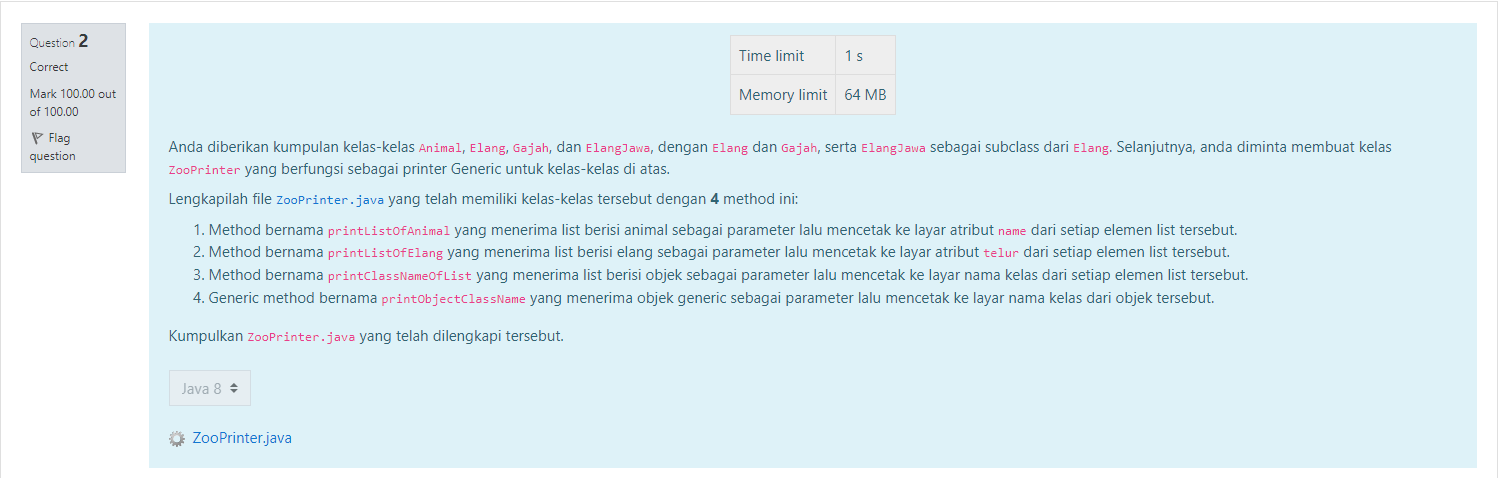 Question 2
Correct
Mark 100.00 out
of 100.00
Flag
question
Time limit 1 s
Memory limit 64 MB
Anda diberikan kumpulan kelas-kelas Animal, Elang, Gajah, dan ElangJawa, dengan Elang dan Gajah, serta ElangJawa sebagai subclass dari Elang. Selanjutnya, anda diminta membuat kelas
ZooPrinter yang berfungsi sebagai printer Generic untuk kelas-kelas di atas.
Lengkapilah file ZooPrinter.java yang telah memiliki kelas-kelas tersebut dengan 4 method ini:
1. Method bernama printListOfAnimal yang menerima list berisi animal sebagai parameter lalu mencetak ke layar atribut name dari setiap elemen list tersebut.
2. Method bernama printListOfElang yang menerima list berisi elang sebagai parameter lalu mencetak ke layar atribut telur dari setiap elemen list tersebut.
3. Method bernama printClassNameOfList yang menerima list berisi objek sebagai parameter lalu mencetak ke layar nama kelas dari setiap elemen list tersebut.
4. Generic method bernama printObjectClassName yang menerima objek generic sebagai parameter lalu mencetak ke layar nama kelas dari objek tersebut.
Kumpulkan ZooPrinter.java yang telah dilengkapi tersebut.
Java 8
ZooPrinter.java